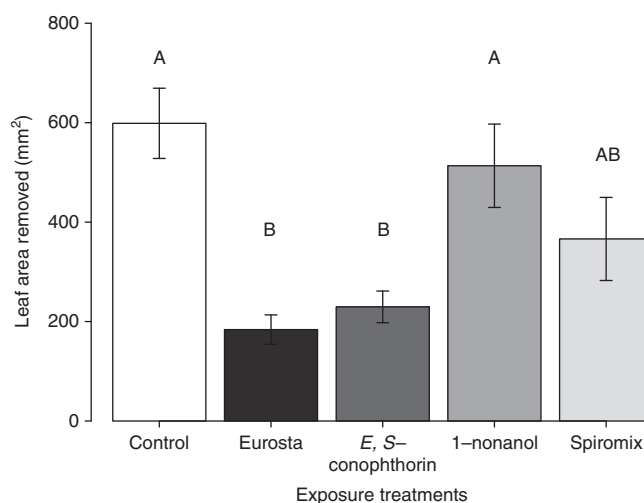 800
600
400
200
0
Leaf area removed (mm²)
A
B
B
A
AB
Control
Eurosta
E, S–
conophthorin
1–nonanol
Spiromix
Exposure treatments